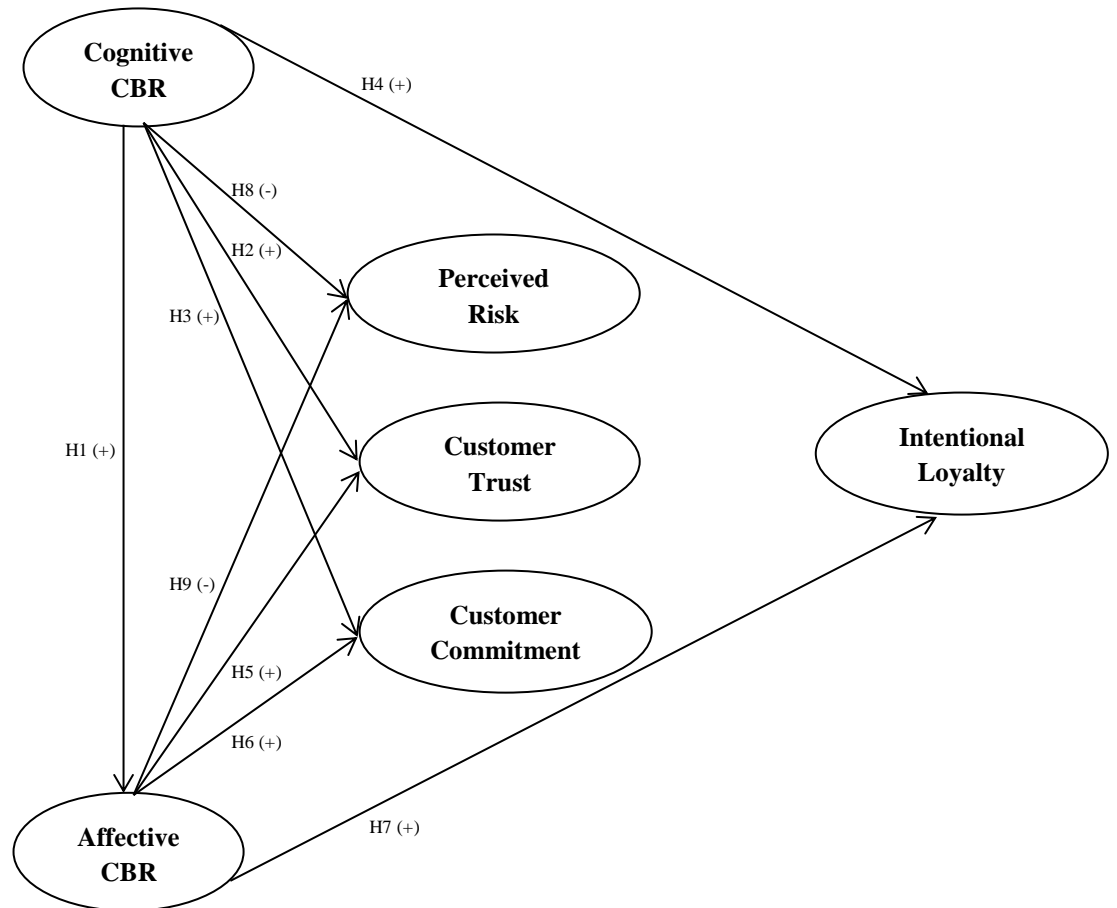 Cognitive
CBR
H4 (+)
H8 (-)
H2 (+)
Perceived
Risk
H3 (+)
H1 (+)
Customer
Trust
Intentional
Loyalty
H9 (-)
Customer
Commitment
H5 (+)
H6 (+)
H7 (+)
Affective
CBR